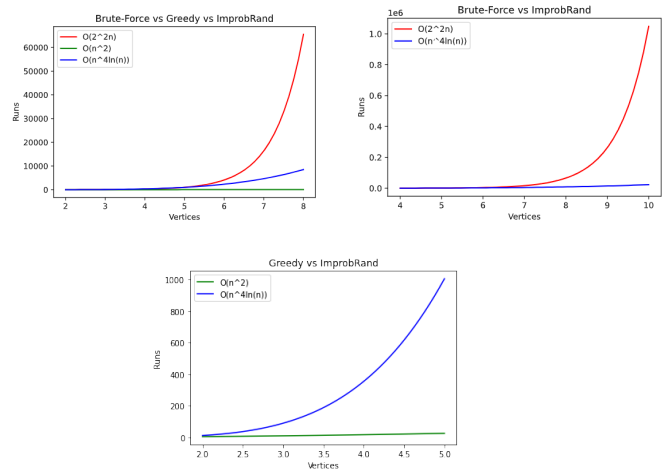 Brute-Force vs Greedy vs ImprobRand
O(2^2n)
O(n^2)
O(n^4ln(n))
60000
50000
40000
30000
20000
10000
0
Runs
2 3 4 5 6 7 8
Vertices
Brute-Force vs ImprobRand
1e6
O(2^2n)
O(n^4ln(n))
1.0
0.8
0.6
0.4
0.2
0.0
Runs
4 5 6 7 8 9 10
Vertices
Greedy vs ImprobRand
O(n^2)
O(n^4ln(n))
1000
800
600
400
200
0
Runs
2.0 2.5 3.0 3.5 4.0 4.5 5.0
Vertices